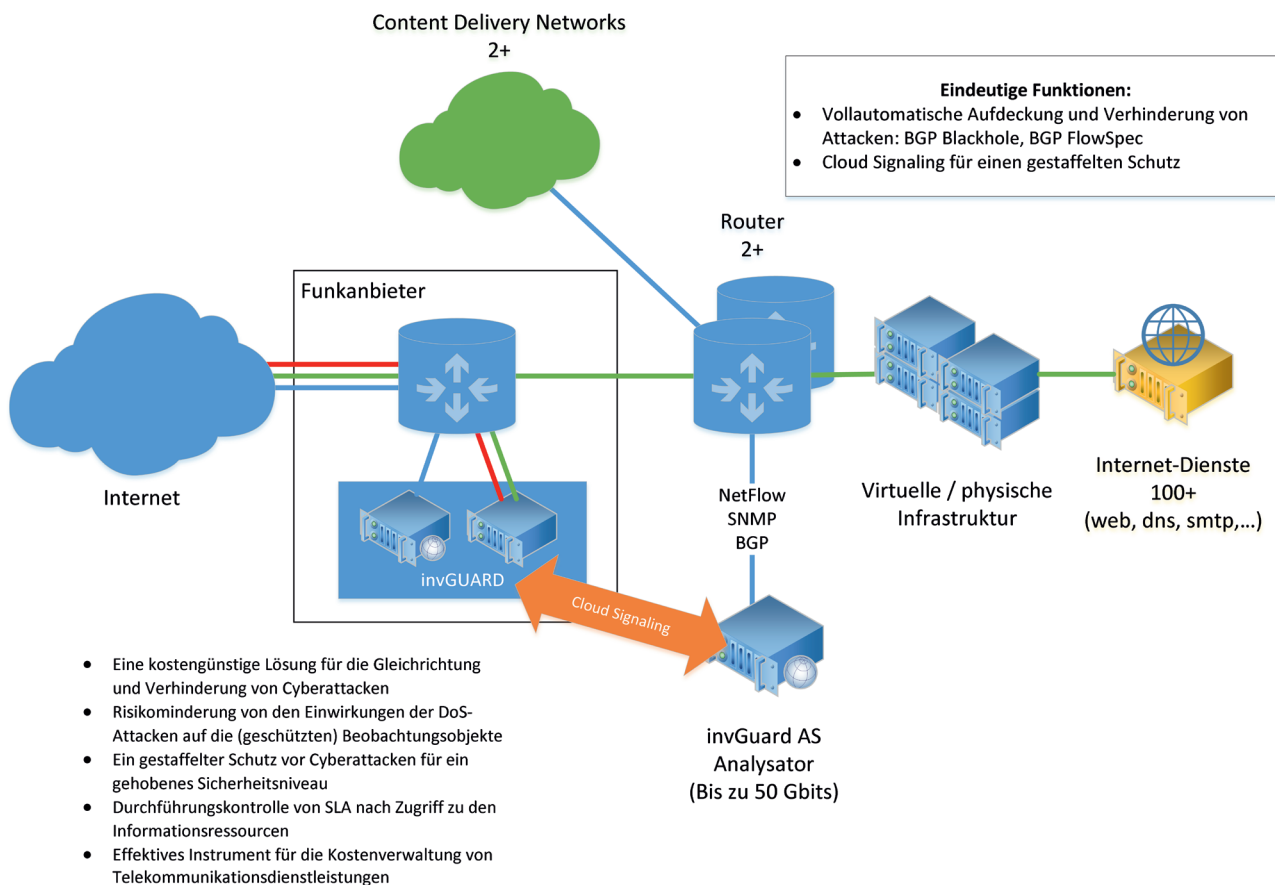 Content Delivery Networks
2+
Eindeutige Funktionen:
• Vollautomatische Aufdeckung und Verhinderung von
Attacken: BGP Blackhole, BGP FlowSpec
• Cloud Signaling für einen gestaffelten Schutz
Router
2+
Funkanbieter
Internet
NetFlow
SNMP
BGP
Virtuelle / physische
Infrastruktur
Internet-Dienste
100+
(web, dns, smtp,...)
invGUARD
Cloud Signaling
invGuard AS
Analysator
(Bis zu 50 Gbits)
• Eine kostengünstige Lösung für die Gleichrichtung
und Verhinderung von Cyberattacken
• Risikominderung von den Einwirkungen der DoS-
Attacken auf die (geschützten) Beobachtungsobjekte
• Ein gestaffelter Schutz vor Cyberattacken für ein
gehobenes Sicherheitsniveau
• Durchführungskontrolle von SLA nach Zugriff zu den
Informationsressourcen
• Effektives Instrument für die Kostenverwaltung von
Telekommunikationsdienstleistungen